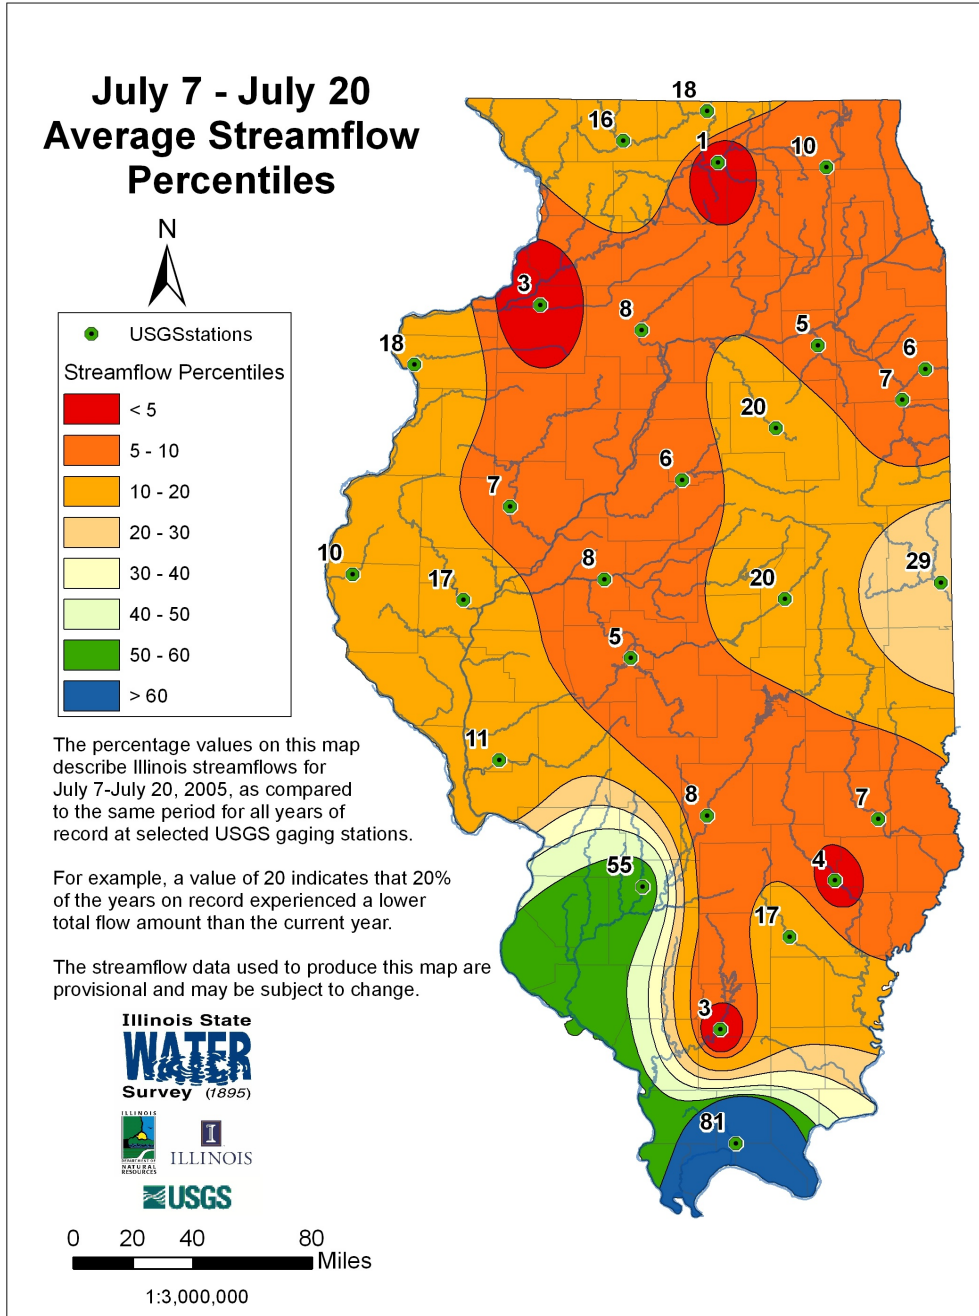 July 7 - July 20
Average Streamflow
Percentiles
N
USGSstations
Streamflow Percentiles
< 5
5 - 10
10 - 20
20 - 30
30 - 40
40 - 50
50 - 60
> 60
18
16
1
10
3
8
5
18
6
7
20
6
7
10
17
8
20
29
5
11
8
7
55
4
17
3
81
The percentage values on this map
describe Illinois streamflows for
July 7-July 20, 2005, as compared
to the same period for all years of
record at selected USGS gaging stations.
For example, a value of 20 indicates that 20%
of the years on record experienced a lower
total flow amount than the current year.
The streamflow data used to produce this map are
provisional and may be subject to change.
Illinois State
WATER
Survey (1895)
ILLINOIS
DEPARTMENT OF
NATURAL
RESOURCES
I
ILLINOIS
USGS
0 20 40 80
Miles
1:3,000,000